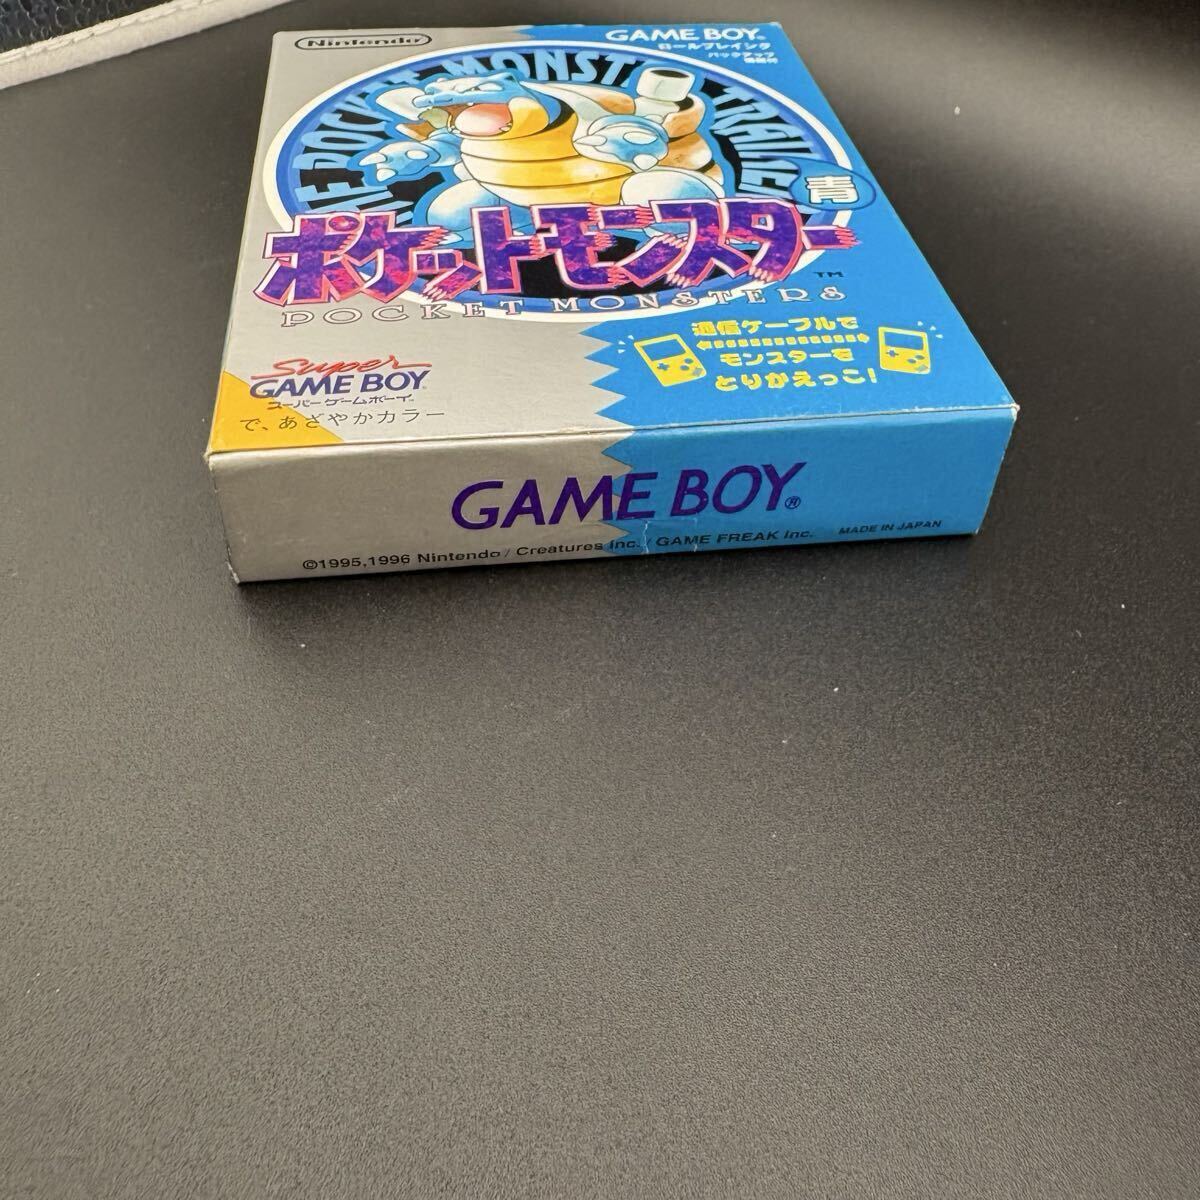 Nintendo
GAME BOY®
ロールプレイング
バックアップ
機能付
THE POCKET MONSTER TRAINER
青
ポケットモンスター
TM
POCKET MONSTERS
通信ケーブルで
モンスターを
とりかえっこ!
Super
GAME BOY
スーパーゲームボーイ
で、あざやかカラー
GAME BOY®
©1995,1996 Nintendo / Creatures inc. / GAME FREAK inc.
MADE IN JAPAN